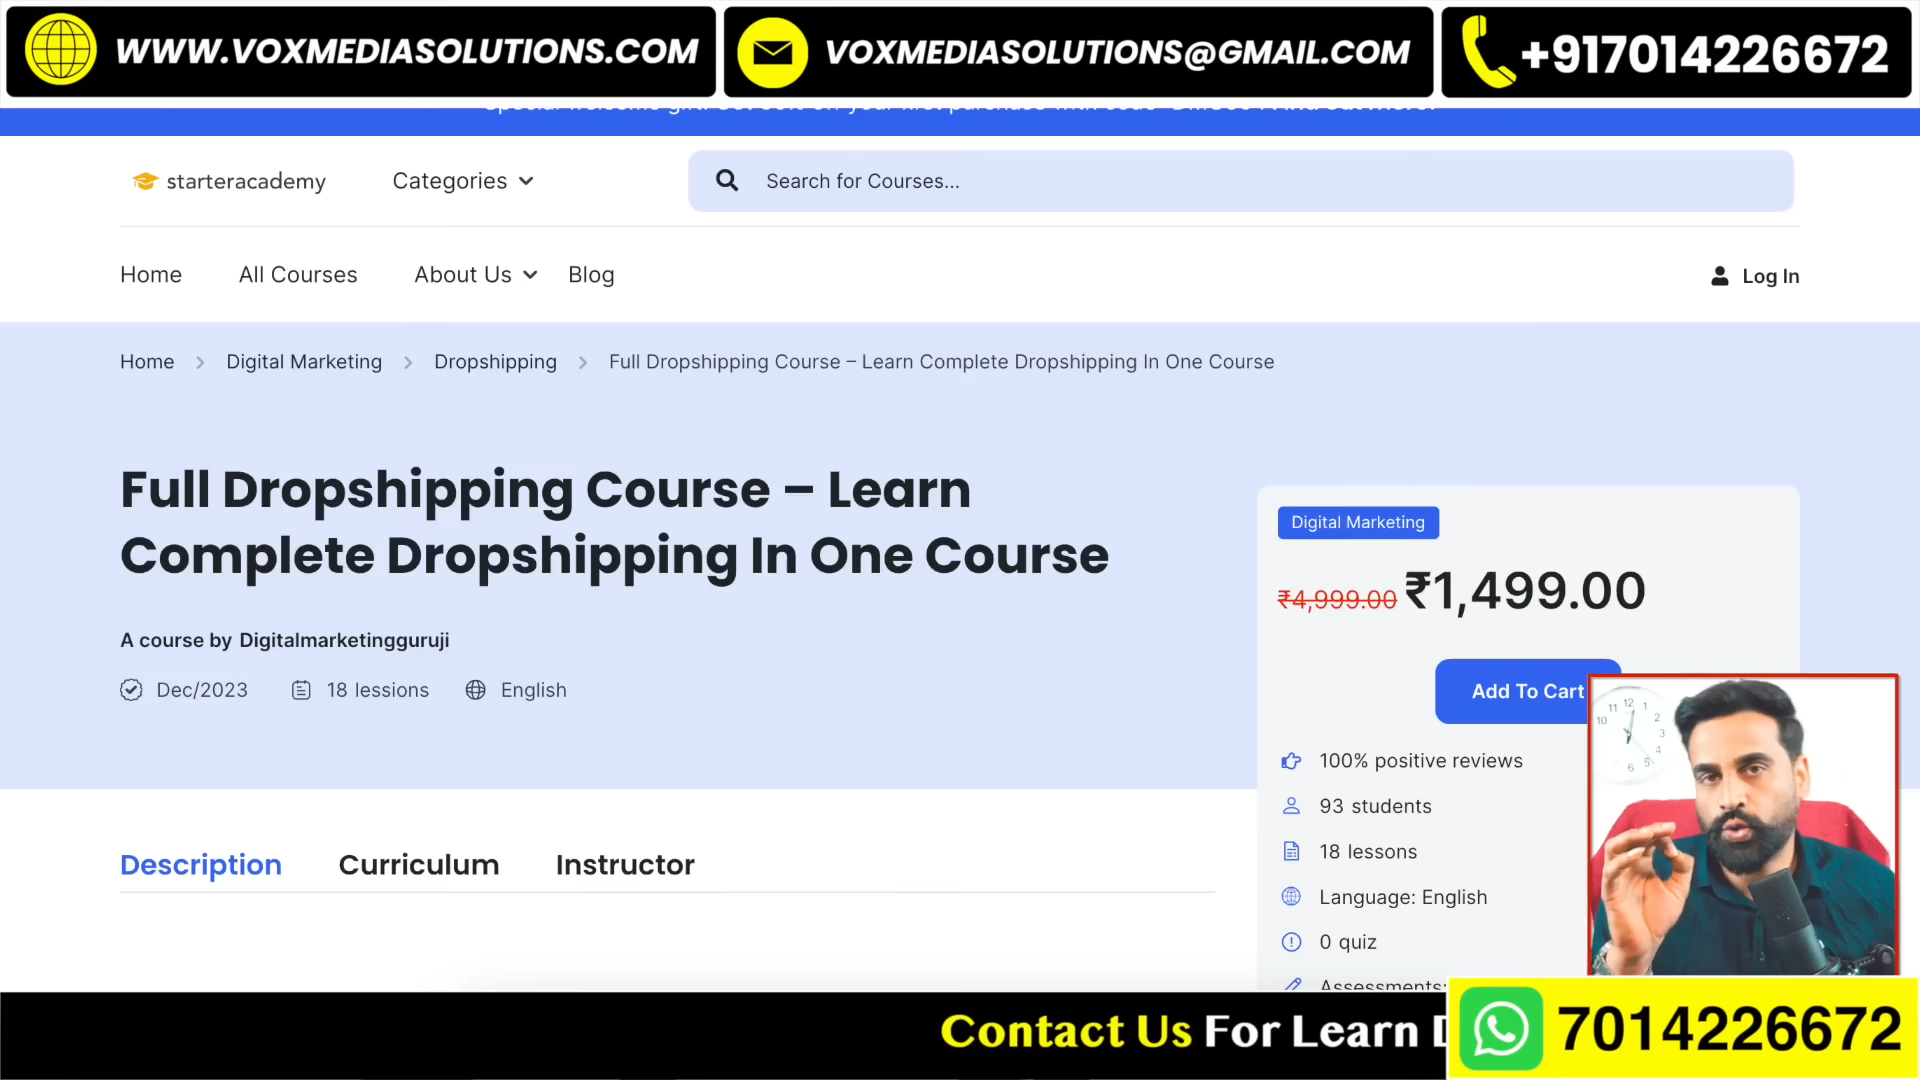 WWW.VOXMEDIASOLUTIONS.COM
VOXMEDIASOLUTIONS@GMAIL.COM
+917014226672
starteracademy
Categories
Search for Courses...
Home
All Courses
About Us
Blog
Log In
Home > Digital Marketing > Dropshipping > Full Dropshipping Course – Learn Complete Dropshipping In One Course
Full Dropshipping Course – Learn
Complete Dropshipping In One Course
A course by Digitalmarketingguruji
Dec/2023
18 lessions
English
Digital Marketing
₹4,999.00 ₹1,499.00
Add To Cart
100% positive reviews
93 students
18 lessons
Language: English
0 quiz
Assessments:
Description
Curriculum
Instructor
Contact Us For Learn
7014226672